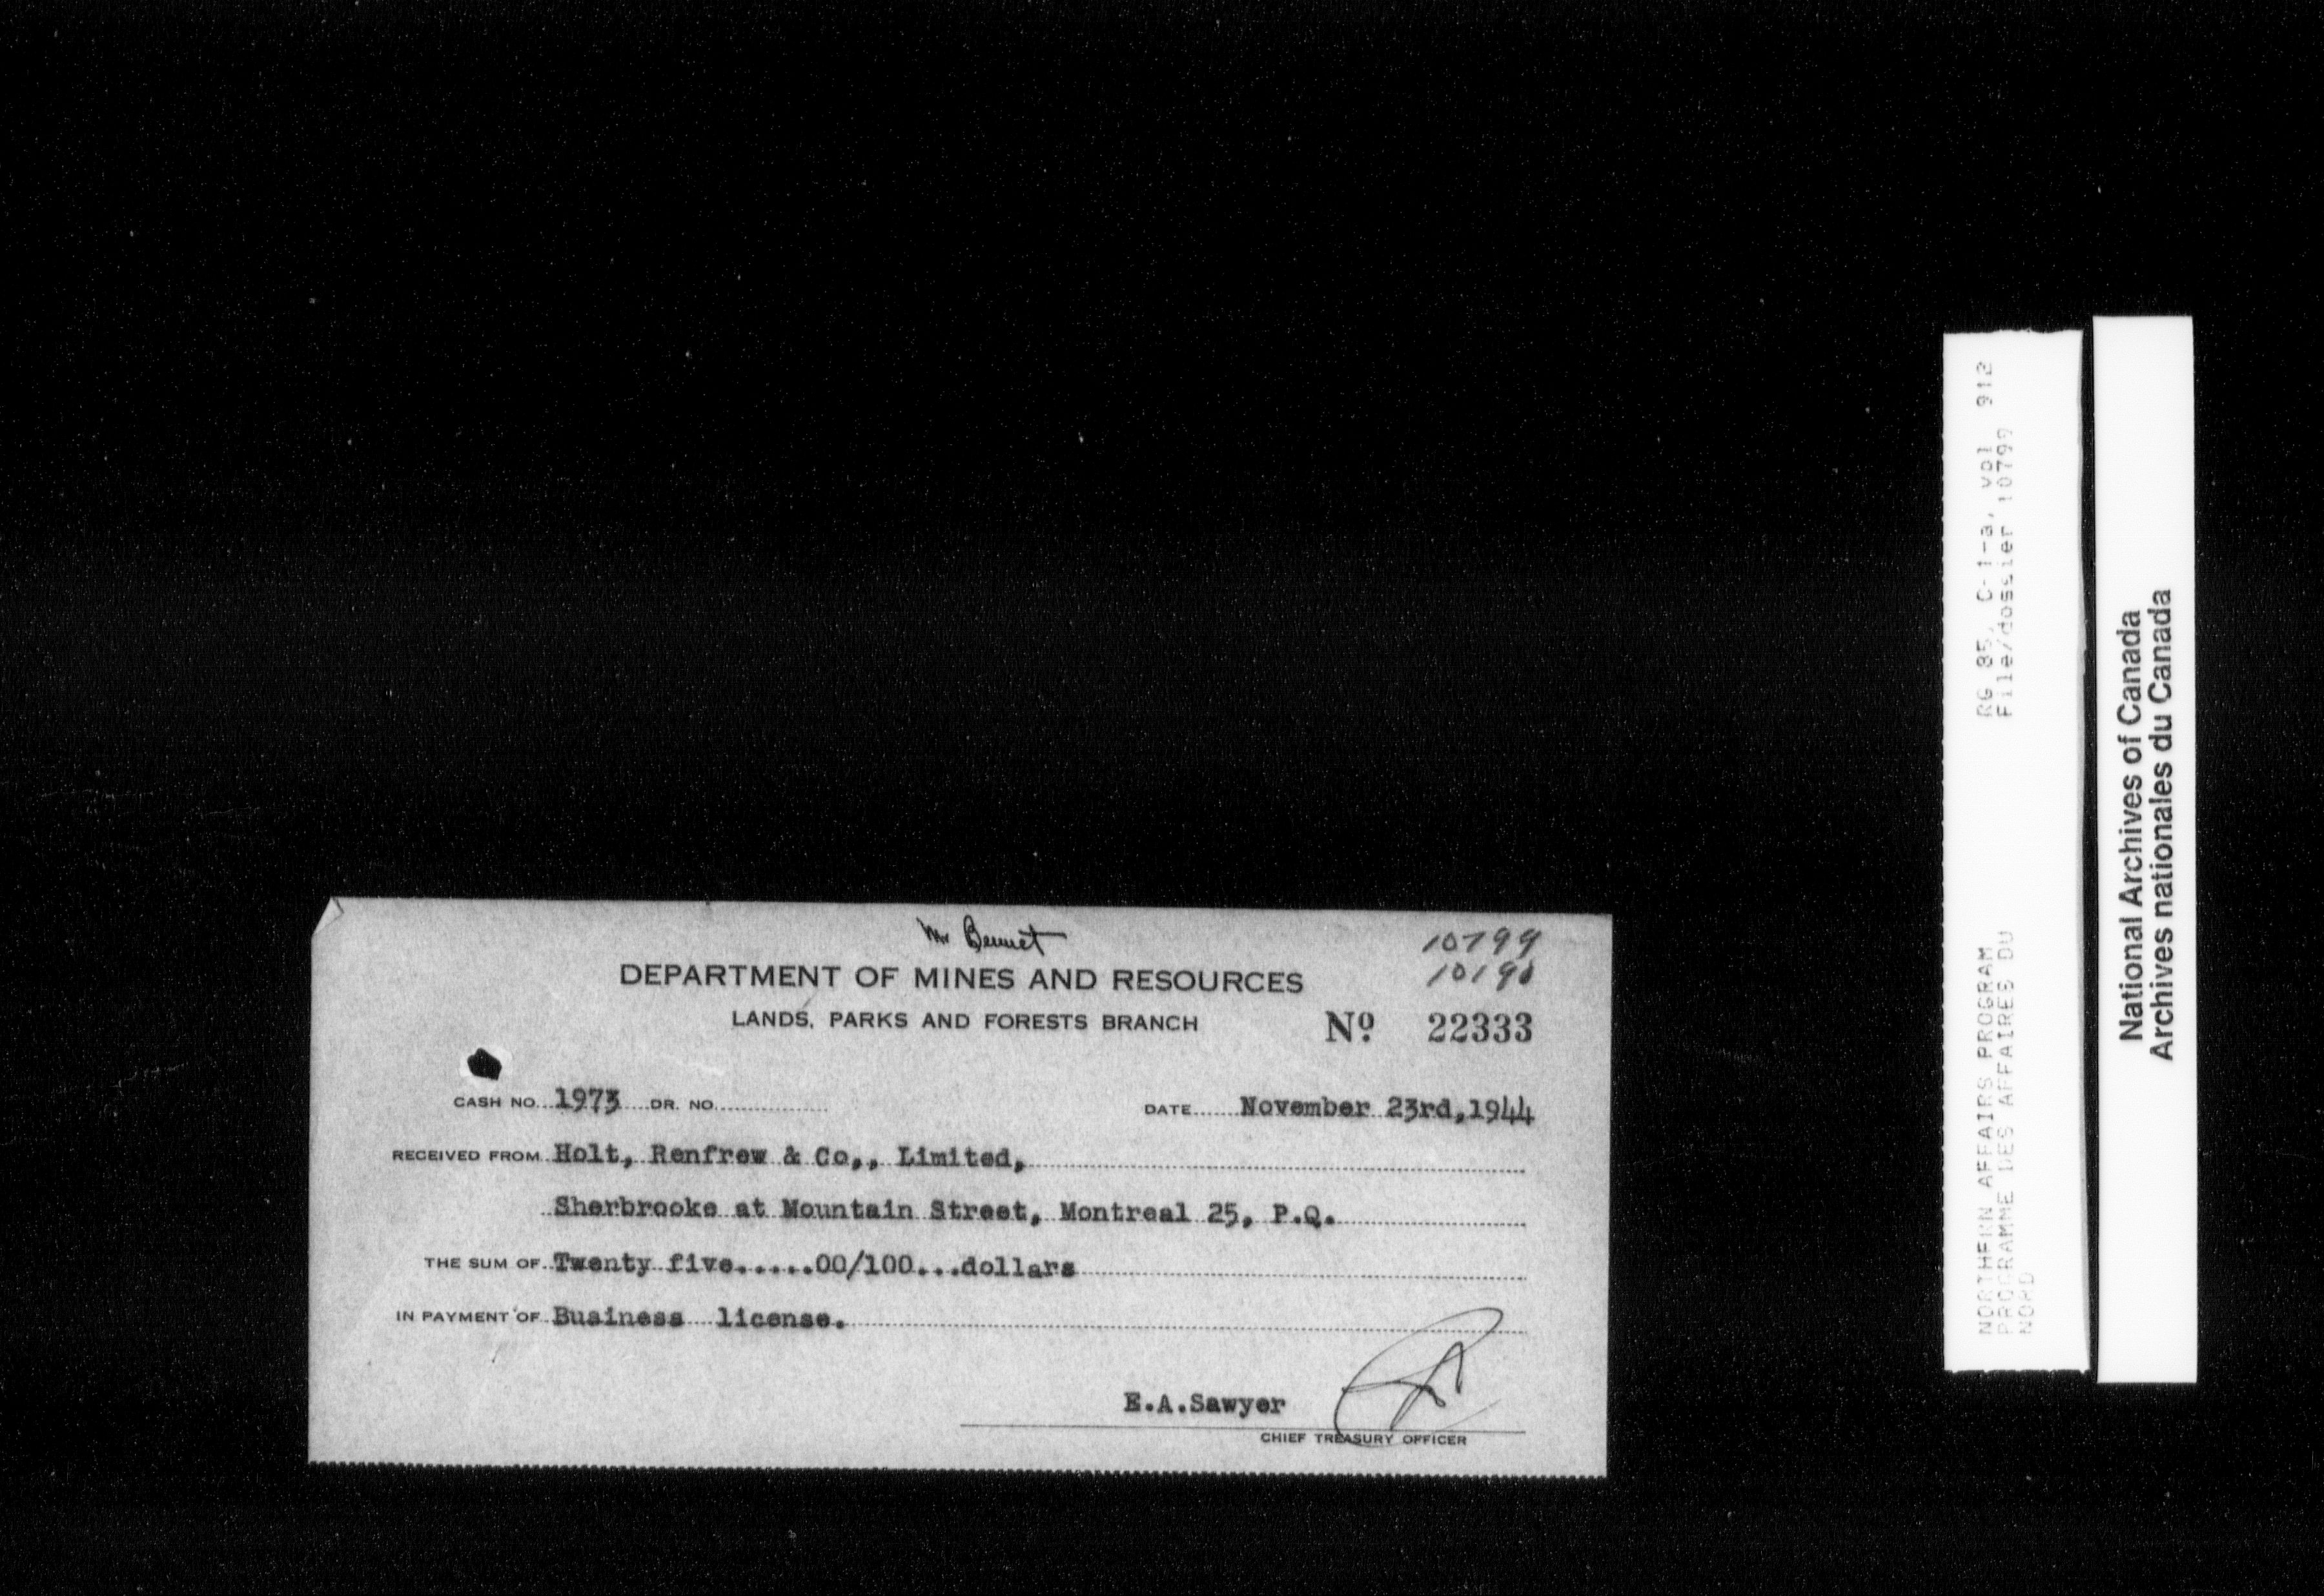 Mr Bennet
10799
DEPARTMENT OF MINES AND RESOURCES
10190
LANDS, PARKS AND FORESTS BRANCH
Nº 22333
CASH NO. 1973 DR. NO.
DATE November 23rd,1944
RECEIVED FROM Holt, Renfrew & Co,, Limited,
Sherbrooke at Mountain Street, Montreal 25, P.Q.
THE SUM OF Twenty five.....00/100...dollars
IN PAYMENT OF Business license.
E.A.Sawyer
CHIEF TREASURY OFFICER
NORTHERN AFFAIRS PROGRAM RG 85, C-1-a, vol 912
PROGRAMME DES AFFAIRES DU File/dossier 10799
NORD
National Archives of Canada
Archives nationales du Canada